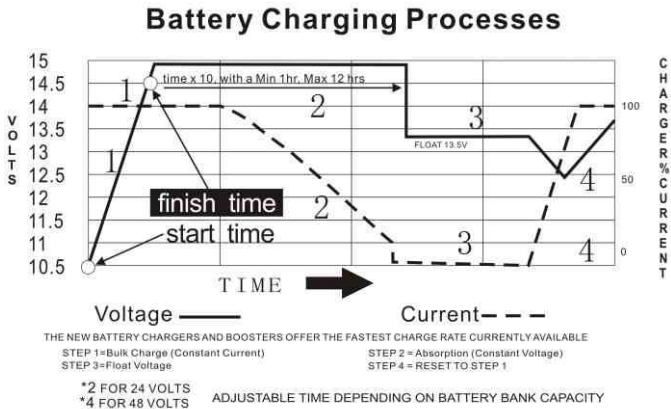 Battery Charging Processes
15
14.5
14
13.5
13
12.5
12
11.5
11
10.5
VOLTS
1
1
time x 10, with a Min 1hr, Max 12 hrs
2
2
3
FLOAT 13.5V
3
4
4
finish time
start time
100
50
0
CHARGER% CURRENT
TIME
Voltage
Current
THE NEW BATTERY CHARGERS AND BOOSTERS OFFER THE FASTEST CHARGE RATE CURRENTLY AVAILABLE
STEP 1=Bulk Charge (Constant Current)
STEP 2 = Absorption (Constant Voltage)
STEP 3=Float Voltage
STEP 4 = RESET TO STEP 1
*2 FOR 24 VOLTS
*4 FOR 48 VOLTS
ADJUSTABLE TIME DEPENDING ON BATTERY BANK CAPACITY